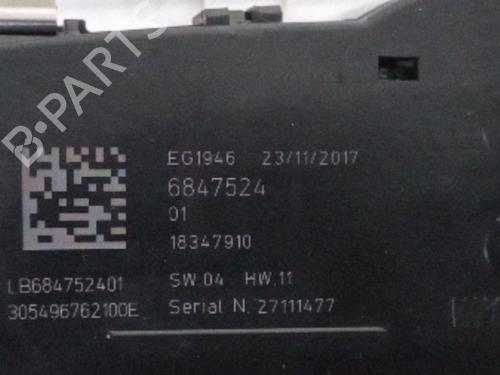 B-PARTS
EG1946 23/11/2017
6847524
01
18347910
LB684752401 SW.04 HW.11
305496762100E Serial N. 27111477